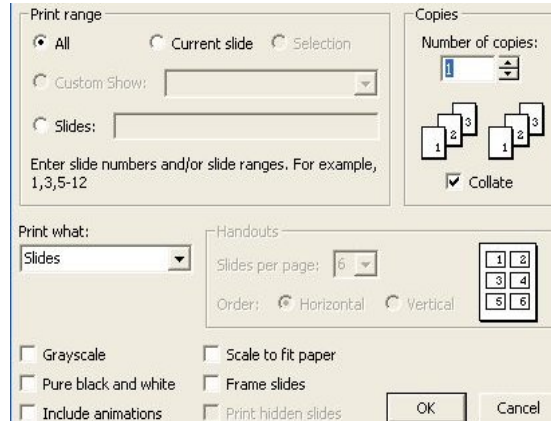 Print range
All Current slide Selection
Custom Show:
Slides:
Enter slide numbers and/or slide ranges. For example,
1,3,5-12
Copies
Number of copies:
1
1 2 3 1 2 3
Collate
Print what:
Slides
Handouts
Slides per page: 6
Order: Horizontal Vertical
1 2
3 4
5 6
Grayscale
Pure black and white
Include animations
Scale to fit paper
Frame slides
Print hidden slides
OK Cancel